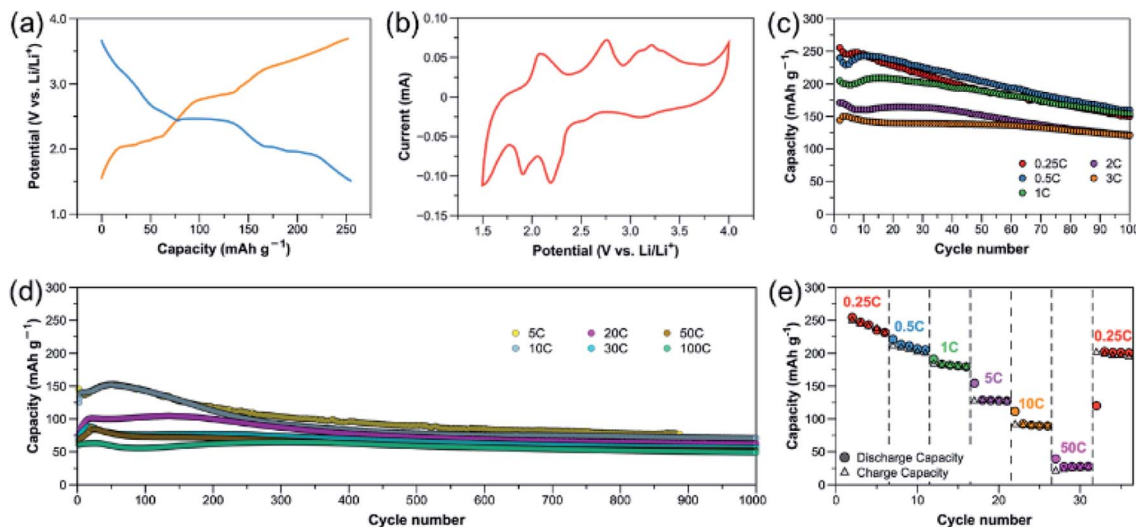 (a)
4.0
3.0
2.0
1.0
Potential (V vs. Li/Li⁺)
0 50 100 150 200 250
Capacity (mAh g⁻¹)
(b)
0.10
0.05
0.00
−0.05
−0.10
−0.15
Current (mA)
1.5 2.0 2.5 3.0 3.5 4.0
Potential (V vs. Li/Li⁺)
(c)
300
250
200
150
100
50
0
Capacity (mAh g⁻¹)
0.25C 2C
0.5C 3C
1C
0 10 20 30 40 50 60 70 80 90 100
Cycle number
(d)
300
250
200
150
100
50
0
Capacity (mAh g⁻¹)
5C 20C 50C
10C 30C 100C
0 100 200 300 400 500 600 700 800 900 1000
Cycle number
(e)
300
250
200
150
100
50
0
Capacity (mAh g⁻¹)
0.25C
0.5C
1C
5C
10C
50C
0.25C
Discharge Capacity
Charge Capacity
0 10 20 30
Cycle number